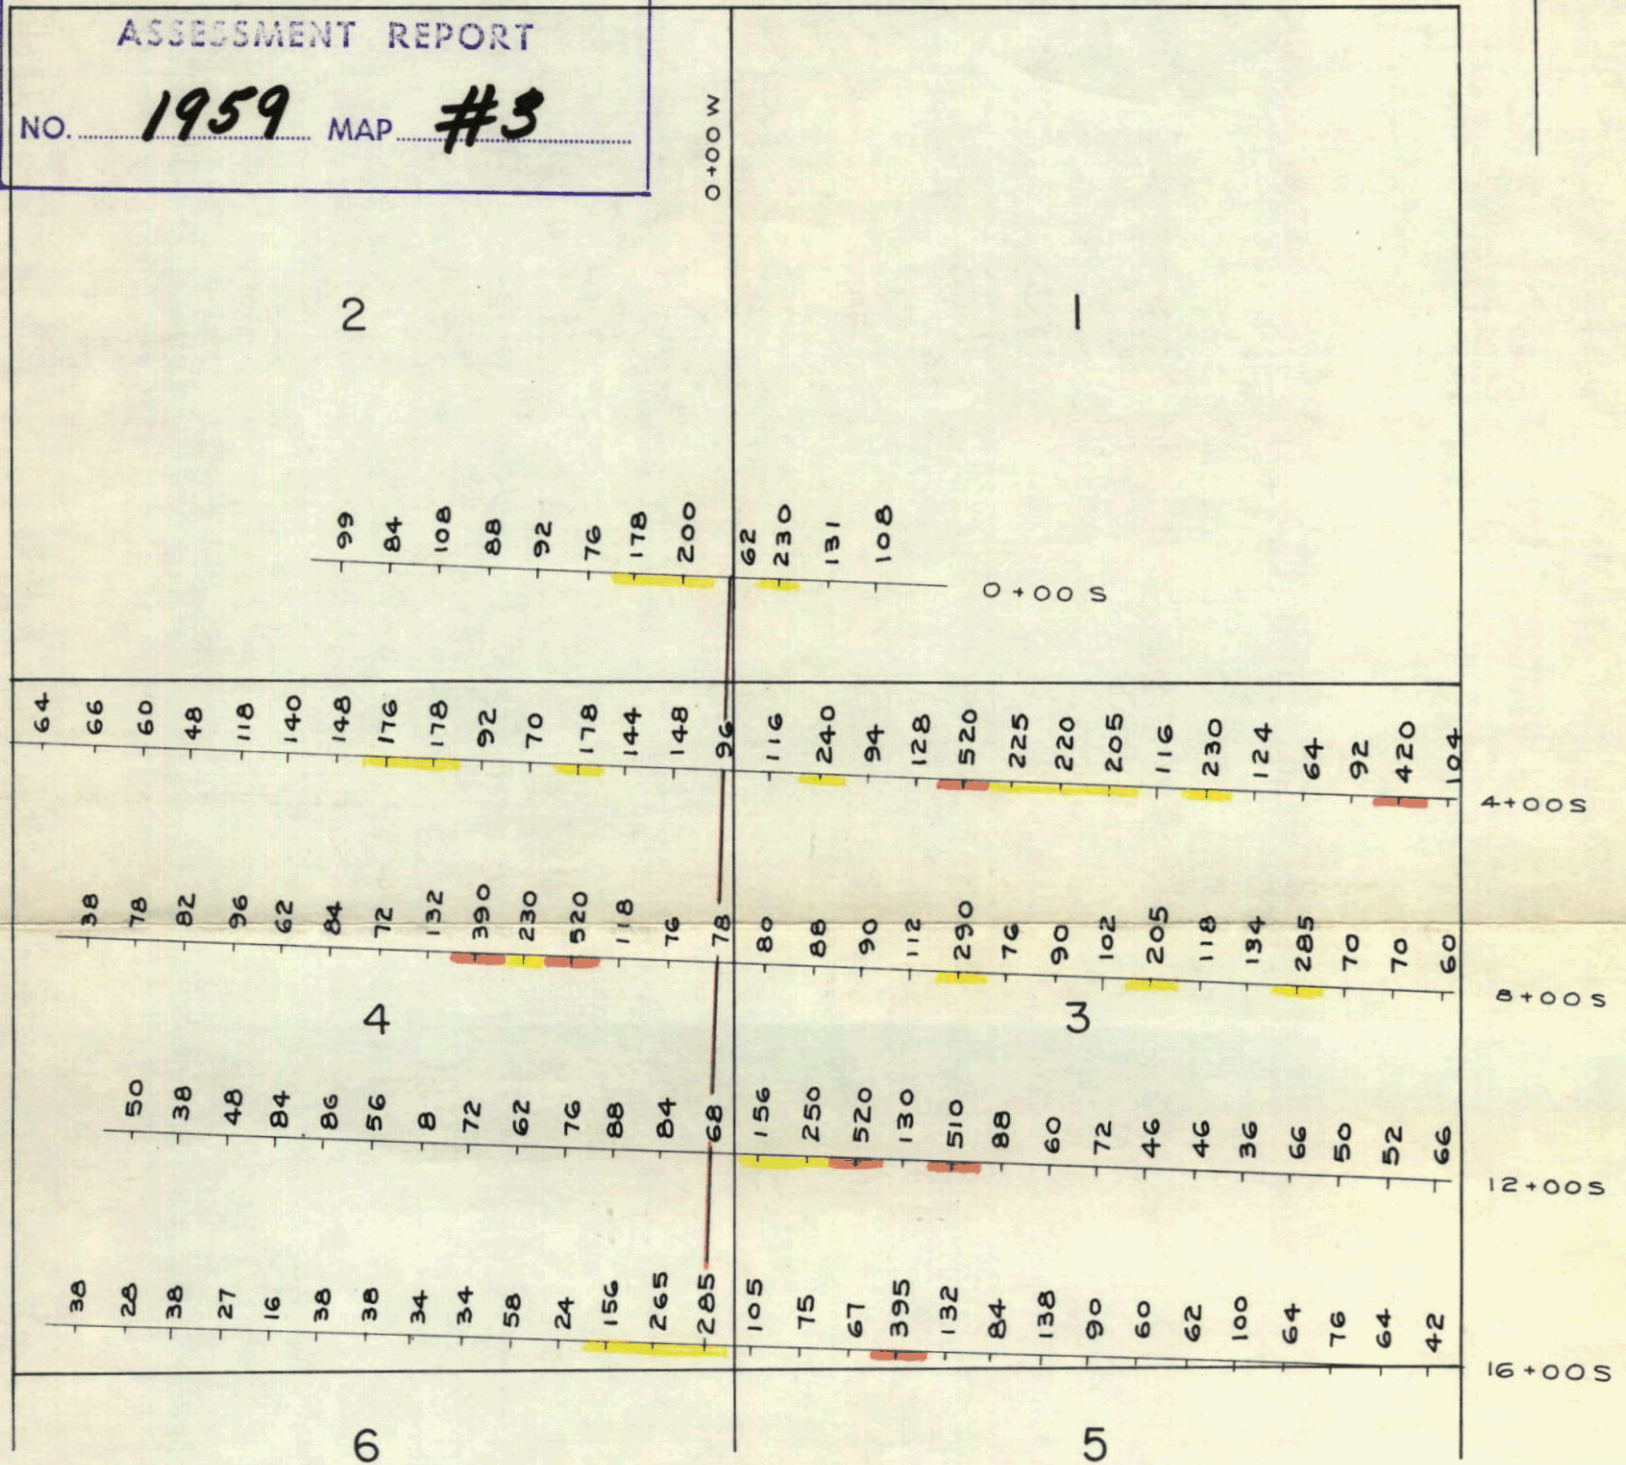 ASSESSMENT REPORT
NO. 1959 MAP #3
0+00 W
2
1
99 84 108 88 92 76 178 200 62 230 131 108
0+00 S
64 66 60 48 118 140 148 176 178 92 70 178 144 148 96 116 240 94 128 520 225 220 205 116 230 124 64 92 420 104
4+00S
38 78 82 96 62 84 72 132 390 230 520 118 76 78 80 88 90 112 290 76 90 102 205 118 134 285 70 70 60
8+00S
4
3
50 38 48 84 86 56 8 72 62 76 88 84 68 156 250 520 130 510 88 60 72 46 46 36 66 50 52 66
12+00S
38 28 38 27 16 38 38 34 34 58 24 156 265 285 105 75 67 395 132 84 138 90 60 62 100 64 76 64 42
16+00S
6
5